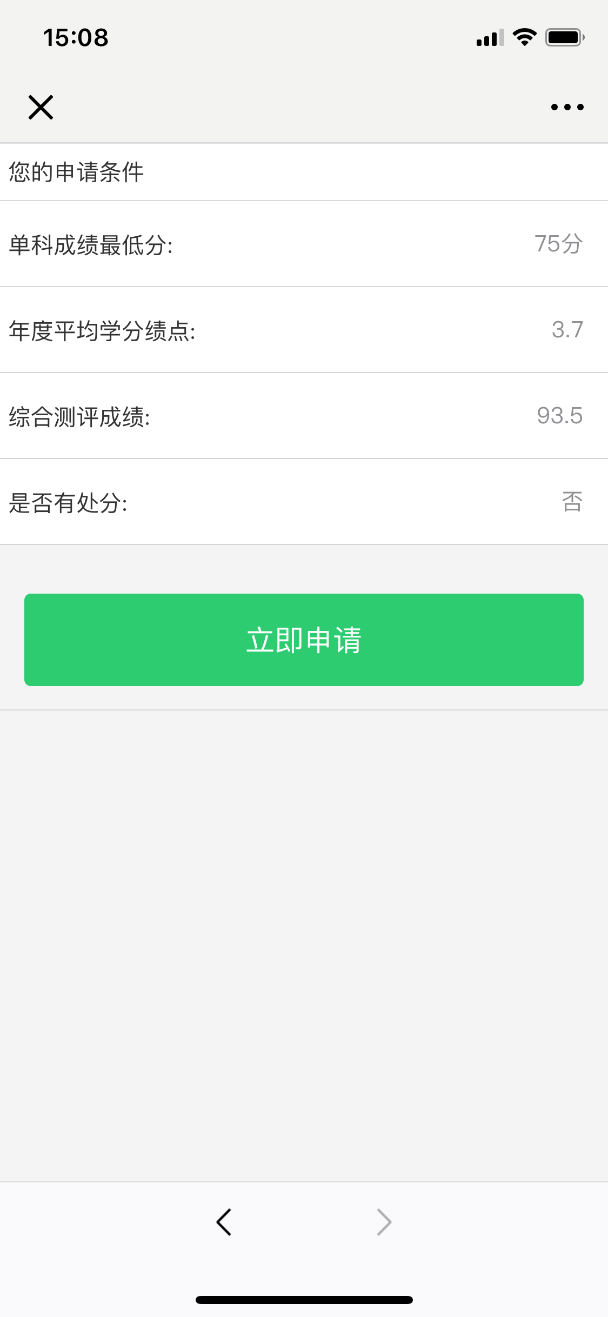 15:08
您的申请条件
单科成绩最低分: 75分
年度平均学分绩点: 3.7
综合测评成绩: 93.5
是否有处分: 否
立即申请